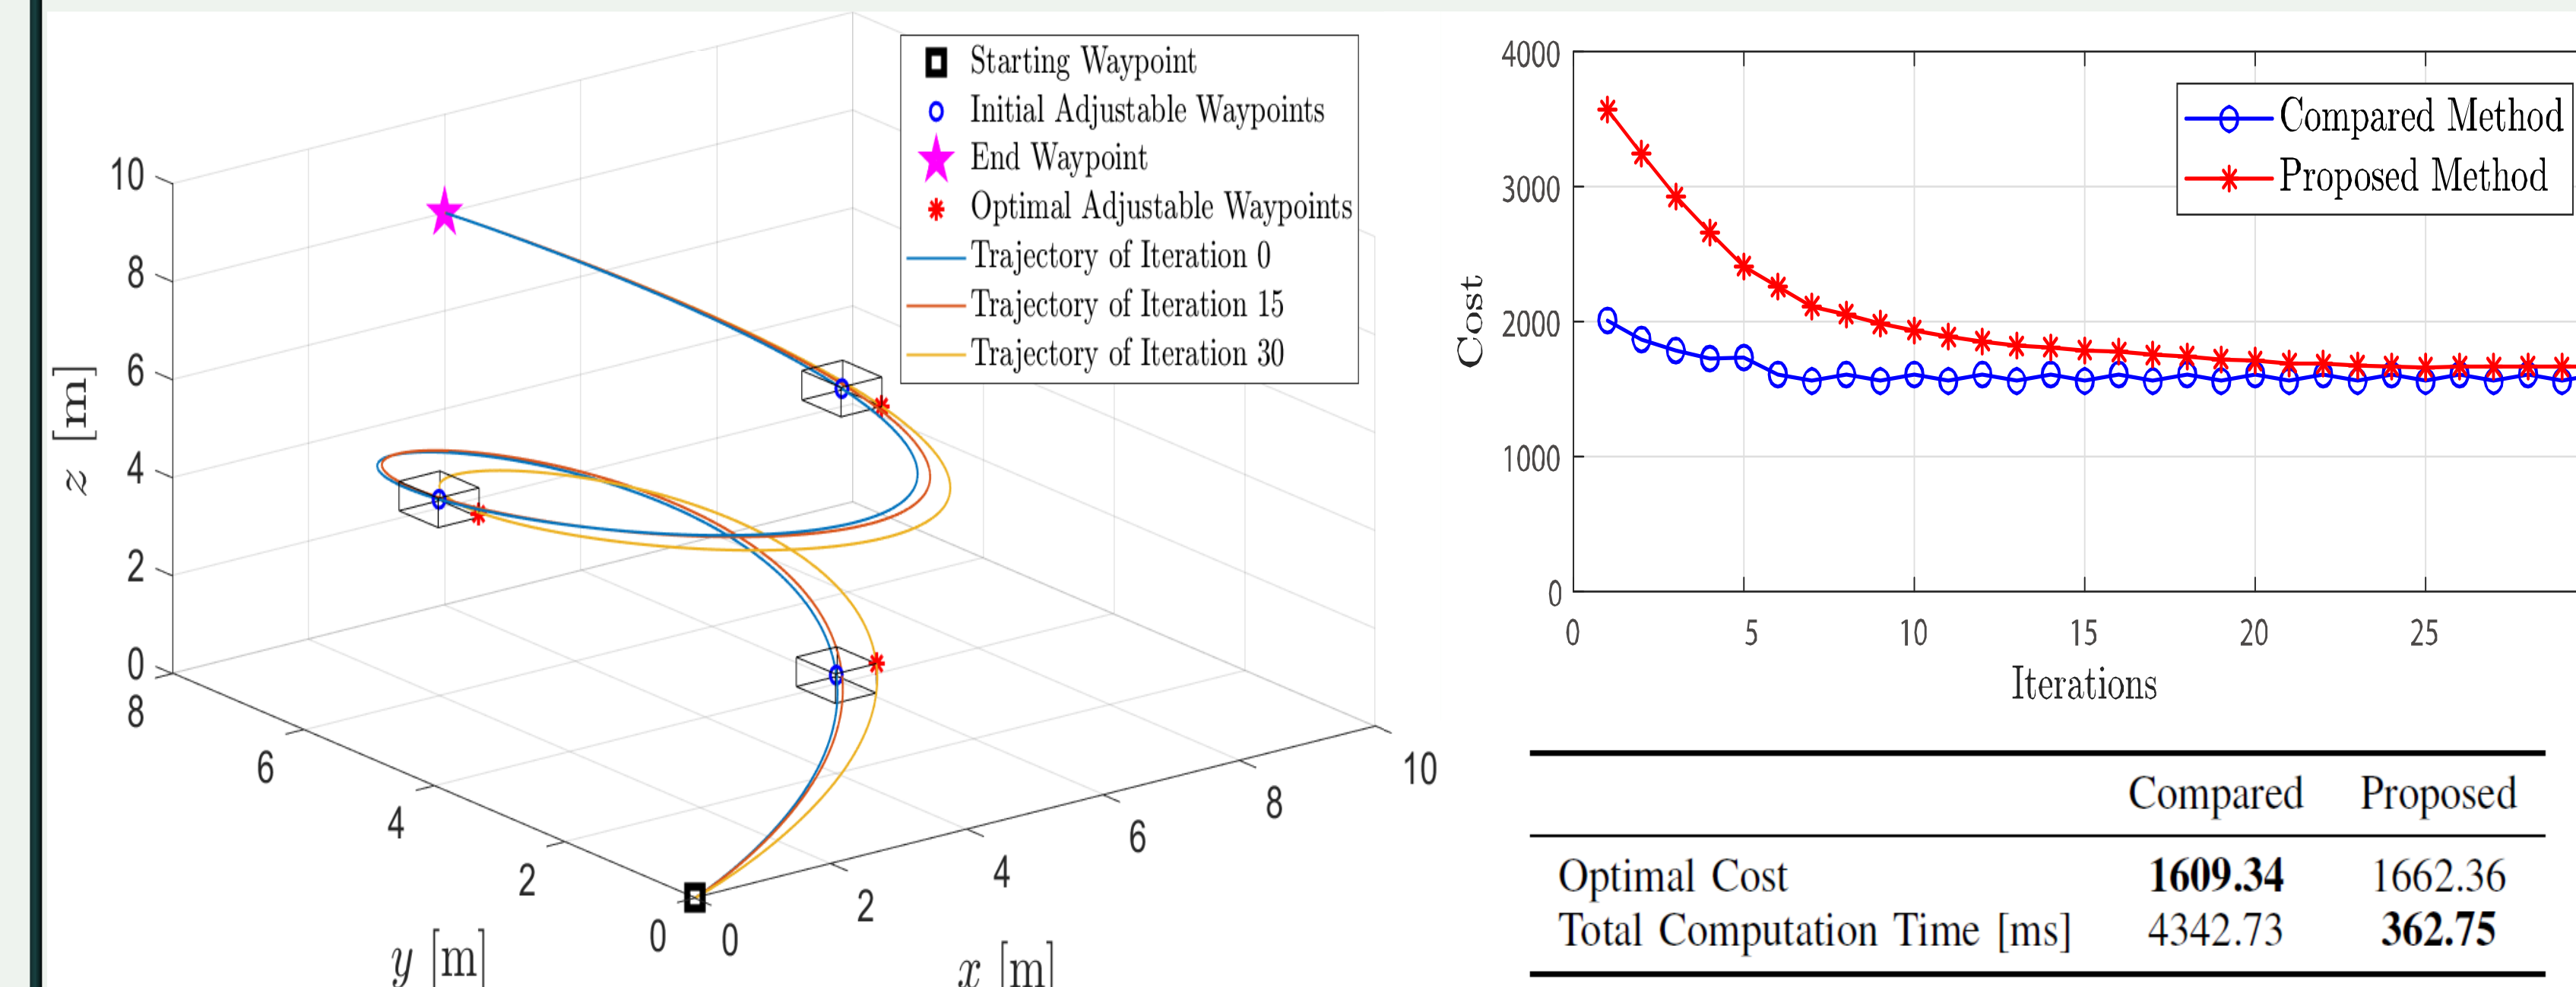 Starting Waypoint
Initial Adjustable Waypoints
End Waypoint
Optimal Adjustable Waypoints
Trajectory of Iteration 0
Trajectory of Iteration 15
Trajectory of Iteration 30
10
8
6
4
2
0
z [m]
8
6
4
2
0
y [m]
0
2
4
6
8
10
x [m]
4000
3000
2000
1000
0
Cost
Compared Method
Proposed Method
0 5 10 15 20 25
Iterations
Compared Proposed
Optimal Cost 1609.34 1662.36
Total Computation Time [ms] 4342.73 362.75